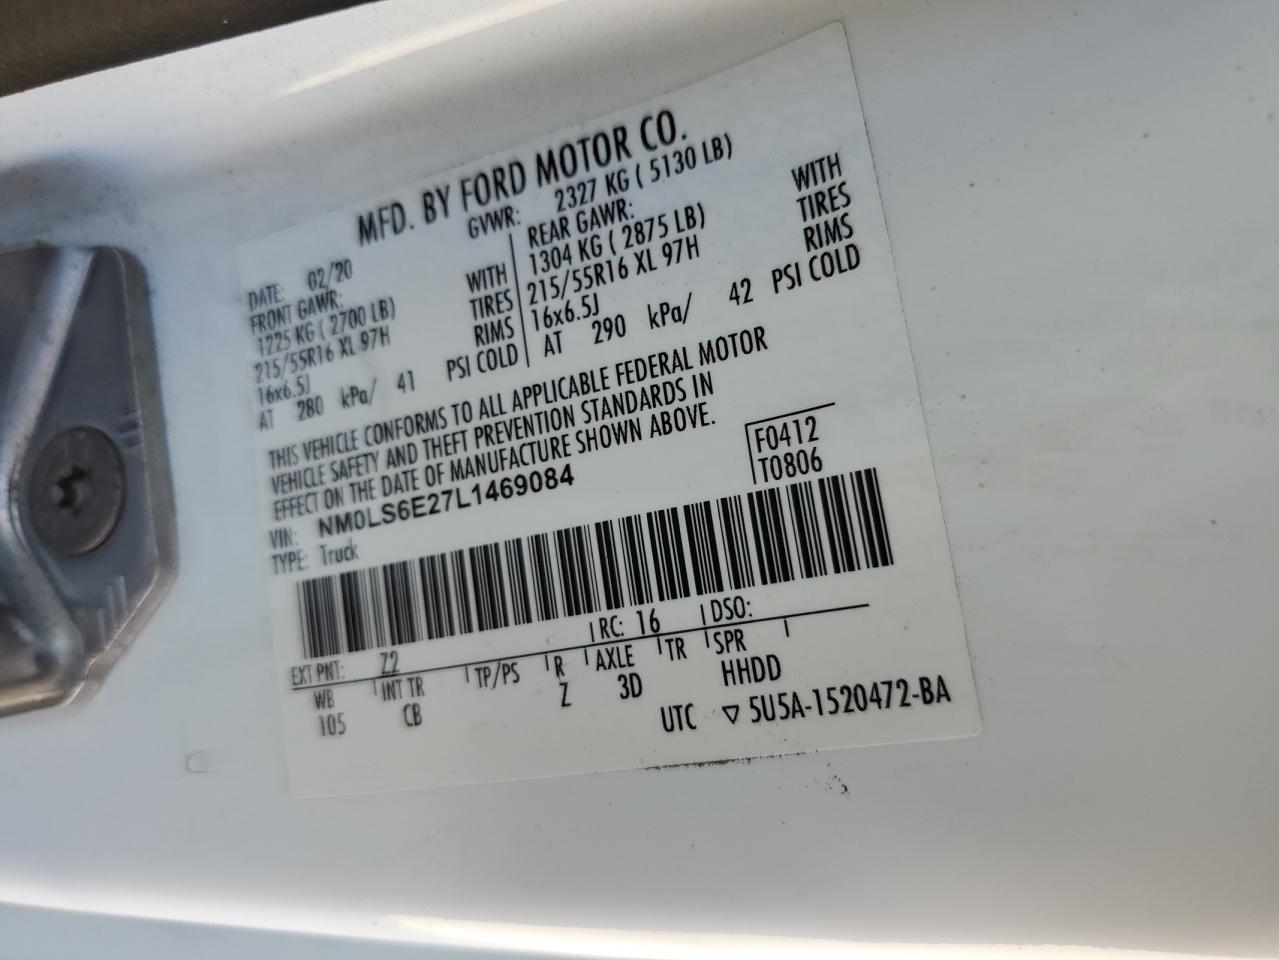 MFD. BY FORD MOTOR CO.
DATE: 02/20 GVWR: 2327 KG ( 5130 LB)
FRONT GAWR: REAR GAWR:
1225 KG ( 2700 LB) WITH 1304 KG ( 2875 LB) WITH
215/55R16 XL 97H TIRES 215/55R16 XL 97H TIRES
16x6.5J RIMS 16x6.5J RIMS
AT 280 kPa/ 41 PSI COLD AT 290 kPa/ 42 PSI COLD
THIS VEHICLE CONFORMS TO ALL APPLICABLE FEDERAL MOTOR
VEHICLE SAFETY AND THEFT PREVENTION STANDARDS IN
EFFECT ON THE DATE OF MANUFACTURE SHOWN ABOVE.
VIN: NM0LS6E27L1469084 F0412
TYPE: Truck T0806
EXT PNT: Z2 RC: 16 DSO:
WB INT TR TP/PS R AXLE TR SPR
105 CB Z 3D HHDD
UTC ▽ 5U5A-1520472-BA